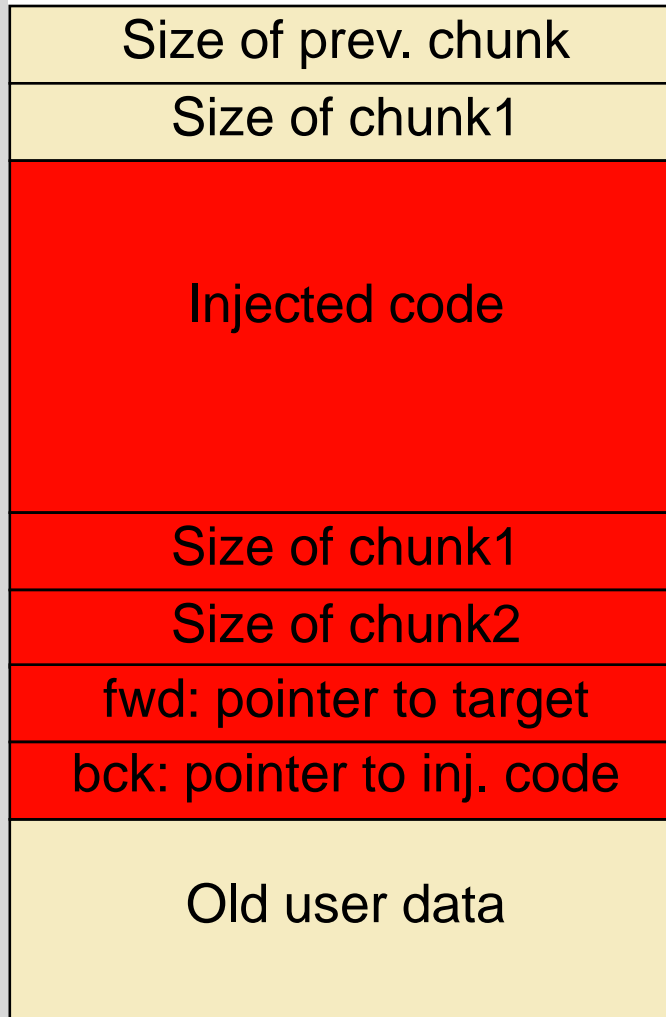 Size of prev. chunk
Size of chunk1
Injected code
Size of chunk1
Size of chunk2
fwd: pointer to target
bck: pointer to inj. code
Old user data